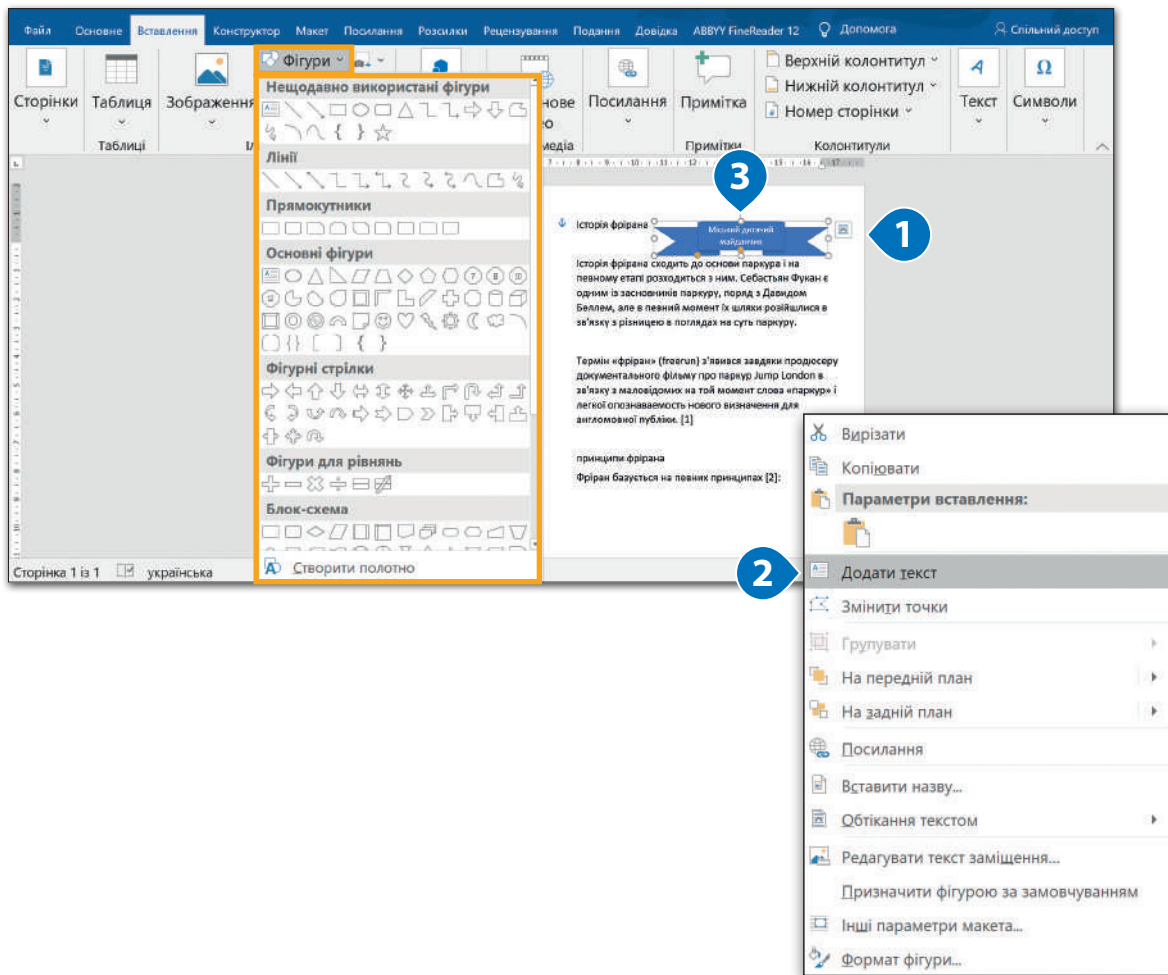 Файл Основне Вставлення Конструктор Макет Посилання Розсилки Рецензування Подання Довідка ABBYY FineReader 12 Допомога Спільний доступ
Сторінки Таблиця Зображення Фігури Посилання Примітка Верхній колонтитул Нижній колонтитул Номер сторінки Текст Символи
Таблиці Примітки Колонтитули
Нещодавно використані фігури
Лінії
Прямокутники
Основні фігури
Фігурні стрілки
Фігури для рівнянь
Блок-схема
Створити полотно
3
1
Історія фрірана
Міський дитячий
майданчик
Історія фрірана сходить до основи паркура і на
певному етапі розходиться з ним. Себастьян Фукан є
одним із засновників паркуру, поряд з Давидом
Беллем, але в певний момент їх шляхи розійшлися в
зв'язку з різницею в поглядах на суть паркуру.
Термін «фріран» (freerun) з'явився завдяки продюсеру
документального фільму про паркур Jump London в
зв'язку з маловідомих на той момент слова «паркур» і
легкої опознаваемость нового визначення для
англомовної публіки. [1]
принципи фрірана
Фріран базується на певних принципах [2]:
Сторінка 1 із 1 українська
2
Вирізати
Копіювати
Параметри вставлення:
Додати текст
Змінити точки
Групувати
На передній план
На задній план
Посилання
Вставити назву...
Обтікання текстом
Редагувати текст заміщення...
Призначити фігурою за замовчуванням
Інші параметри макета...
Формат фігури...